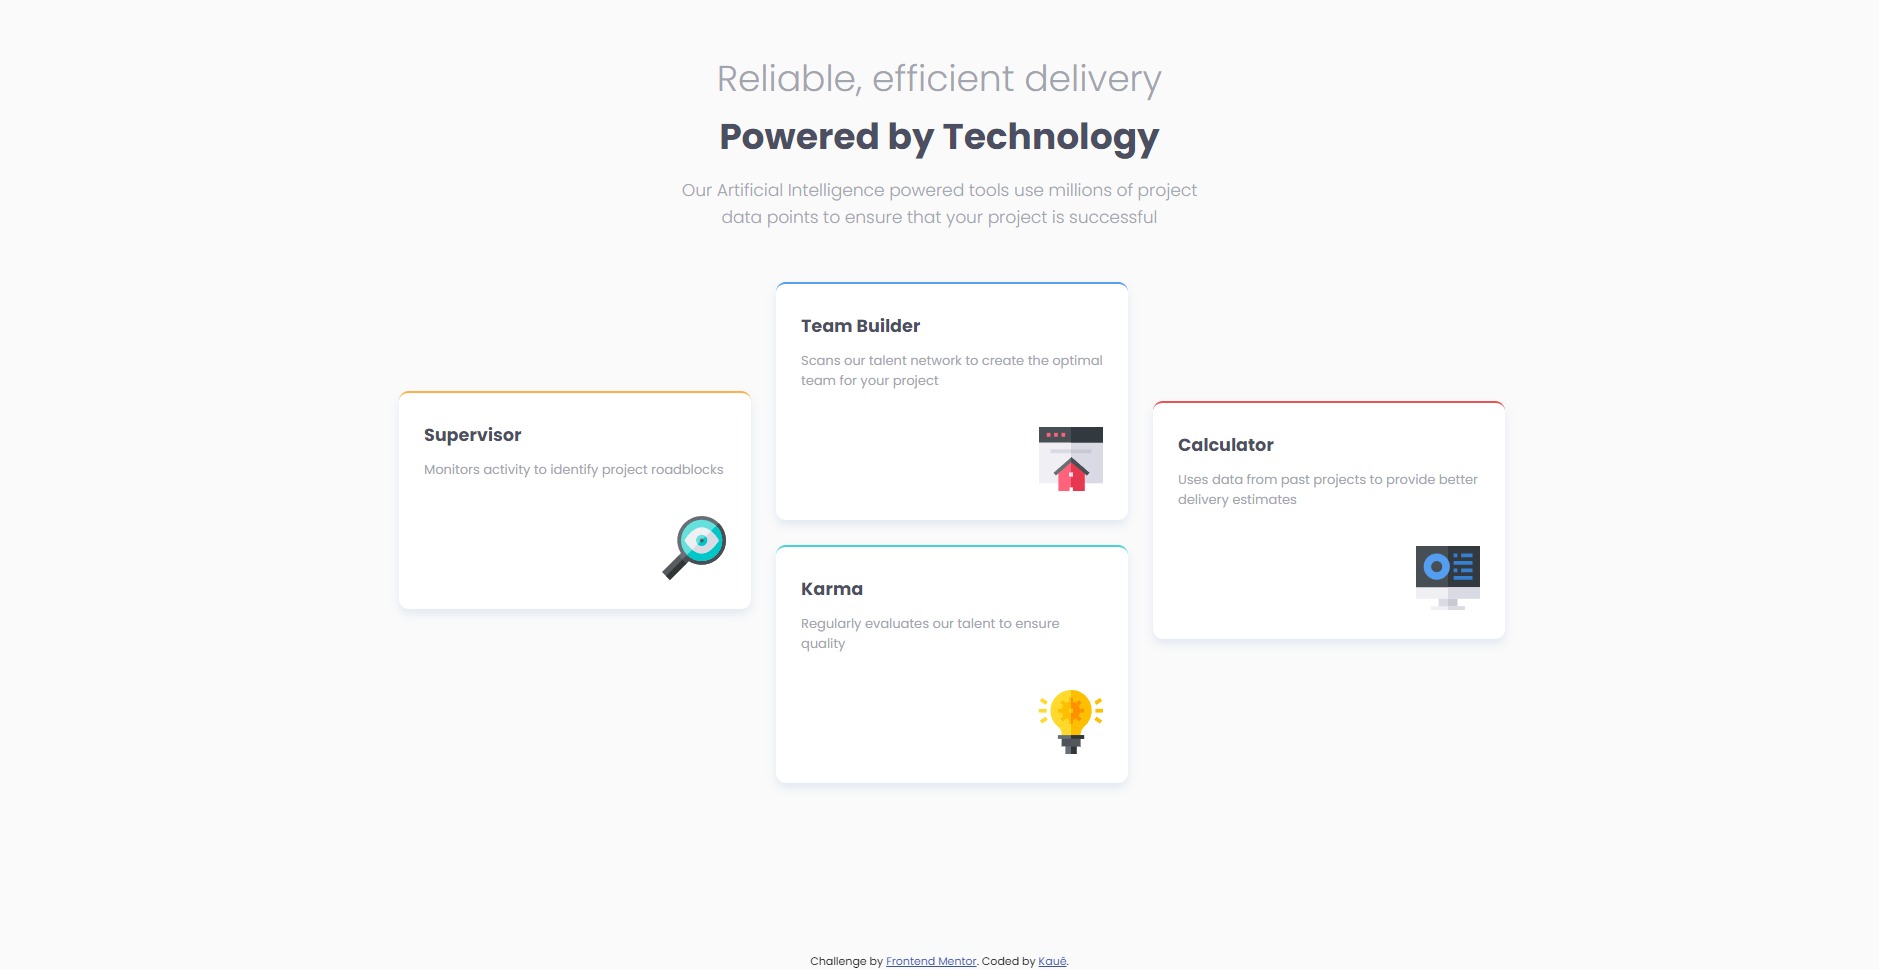 Reliable, efficient delivery
Powered by Technology
Our Artificial Intelligence powered tools use millions of project
data points to ensure that your project is successful
Supervisor
Monitors activity to identify project roadblocks
Team Builder
Scans our talent network to create the optimal
team for your project
Karma
Regularly evaluates our talent to ensure
quality
Calculator
Uses data from past projects to provide better
delivery estimates
Challenge by Frontend Mentor. Coded by Kauê.